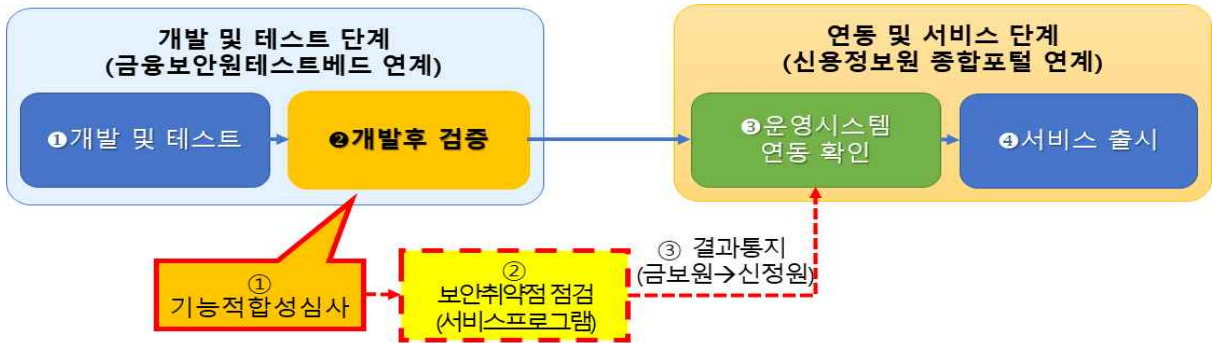 개발 및 테스트 단계
(금융보안원테스트베드 연계)
❶개발 및 테스트
❷개발후 검증
연동 및 서비스 단계
(신용정보원 종합포털 연계)
❸운영시스템
연동 확인
❹서비스 출시
①
기능적합성심사
②
보안취약점 점검
(서비스프로그램)
③ 결과통지
(금보원→신정원)